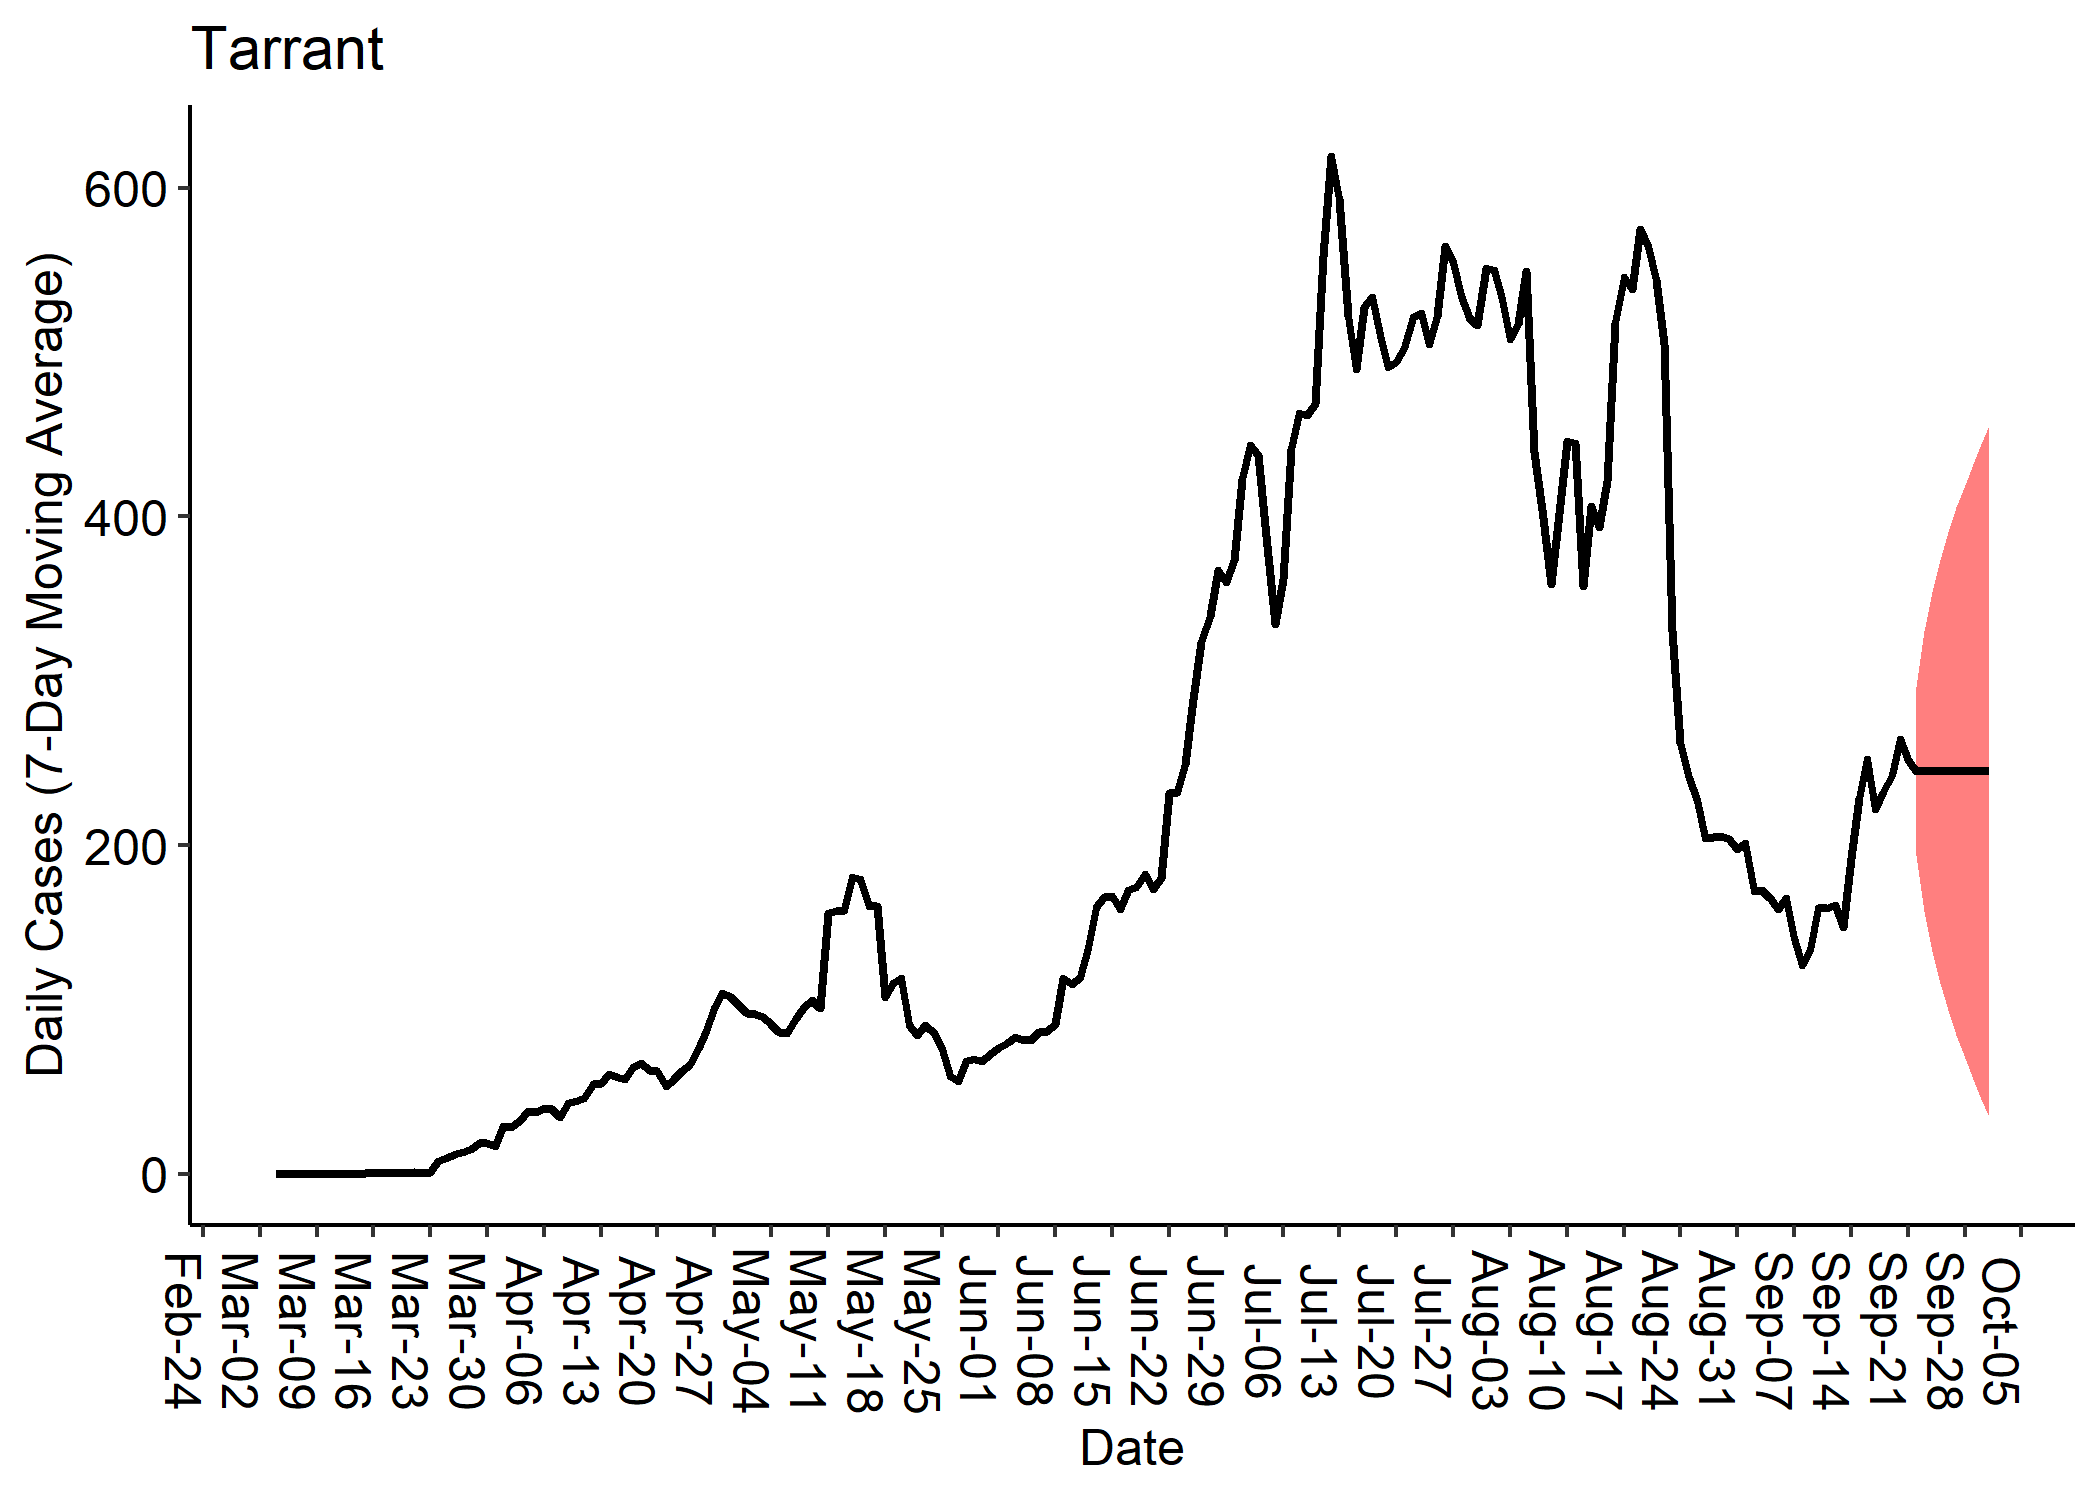 Tarrant
Daily Cases (7-Day Moving Average)
600
400
200
0
Feb-24
Mar-02
Mar-09
Mar-16
Mar-23
Mar-30
Apr-06
Apr-13
Apr-20
Apr-27
May-04
May-11
May-18
May-25
Jun-01
Jun-08
Jun-15
Jun-22
Jun-29
Jul-06
Jul-13
Jul-20
Jul-27
Aug-03
Aug-10
Aug-17
Aug-24
Aug-31
Sep-07
Sep-14
Sep-21
Sep-28
Oct-05
Date